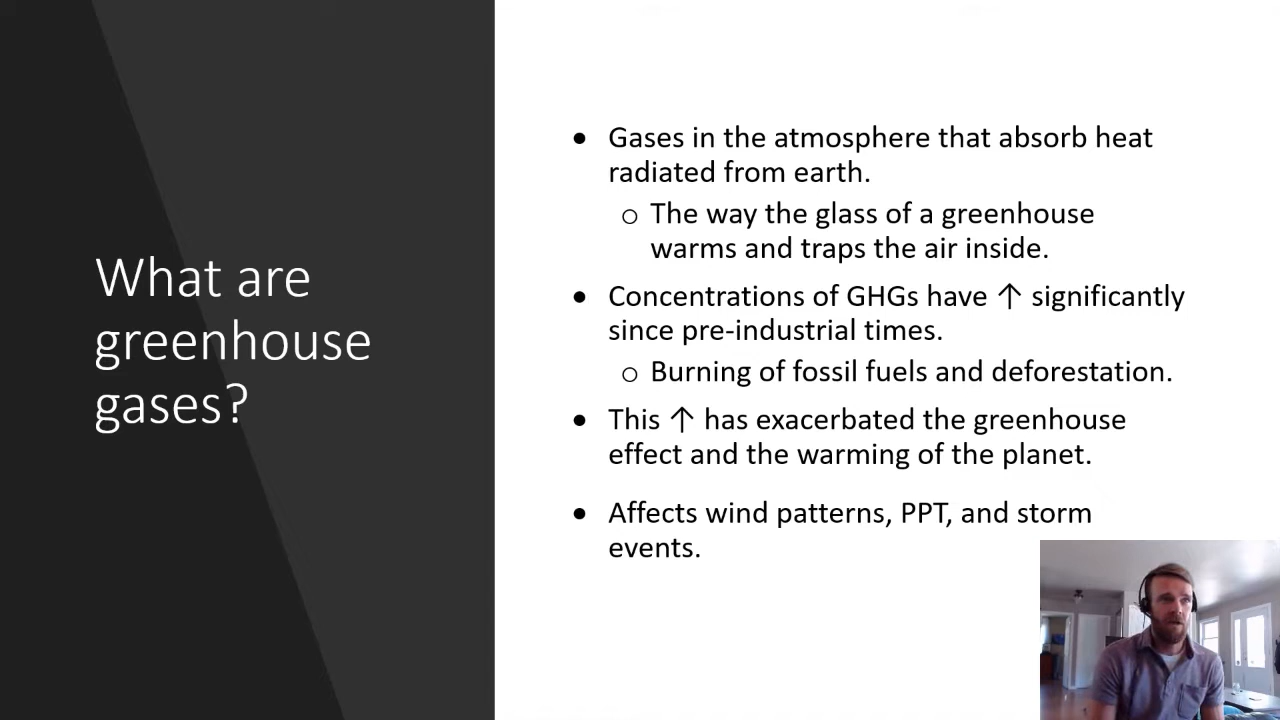 What are
greenhouse
gases?
• Gases in the atmosphere that absorb heat
radiated from earth.
o The way the glass of a greenhouse
warms and traps the air inside.
• Concentrations of GHGs have ↑ significantly
since pre-industrial times.
o Burning of fossil fuels and deforestation.
• This ↑ has exacerbated the greenhouse
effect and the warming of the planet.
• Affects wind patterns, PPT, and storm
events.